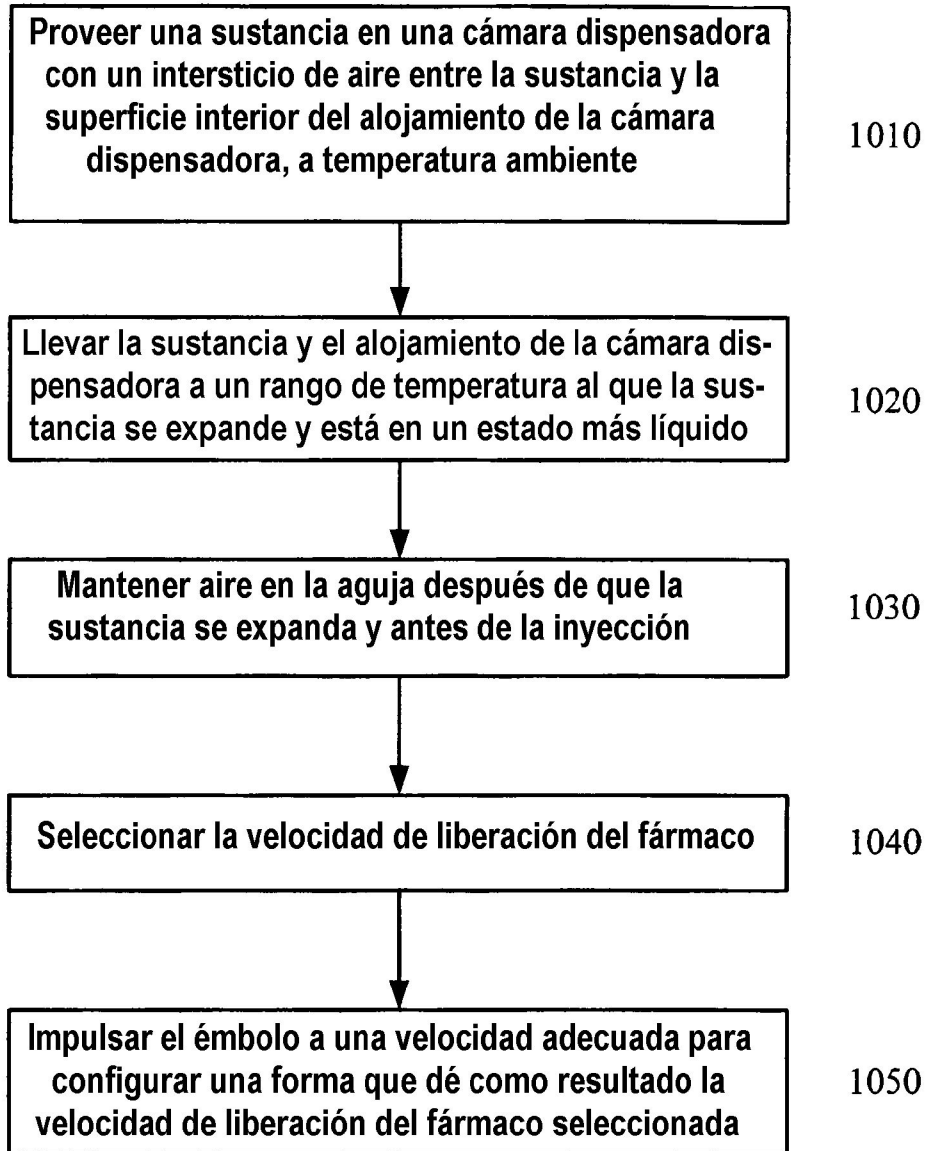 Proveer una sustancia en una cámara dispensadora
con un intersticio de aire entre la sustancia y la
superficie interior del alojamiento de la cámara
dispensadora, a temperatura ambiente
1010
Llevar la sustancia y el alojamiento de la cámara dis-
pensadora a un rango de temperatura al que la sus-
tancia se expande y está en un estado más líquido
1020
Mantener aire en la aguja después de que la
sustancia se expanda y antes de la inyección
1030
Seleccionar la velocidad de liberación del fármaco
1040
Impulsar el émbolo a una velocidad adecuada para
configurar una forma que dé como resultado la
velocidad de liberación del fármaco seleccionada
1050